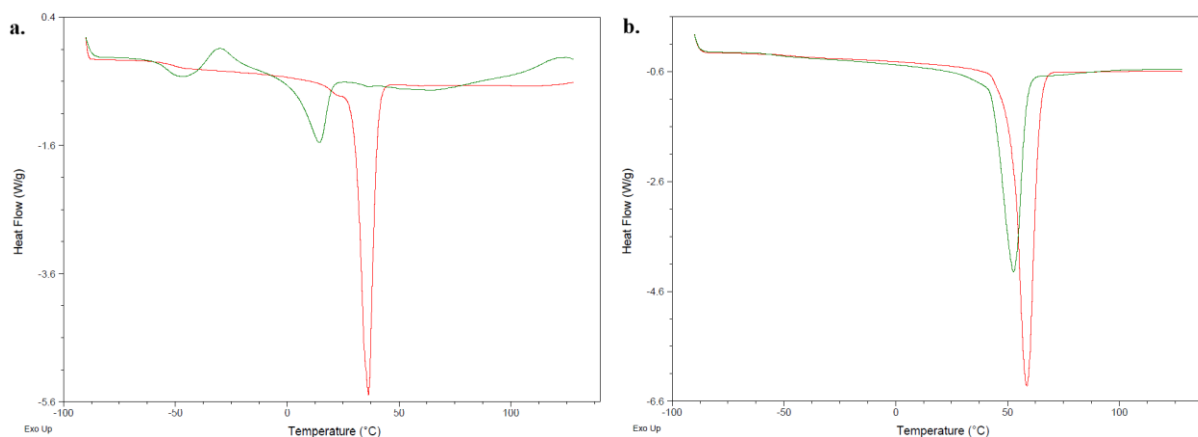 a.
0.4
-1.6
-3.6
-5.6
Heat Flow (W/g)
-100
-50
0
50
100
Exo Up
Temperature (°C)
b.
-0.6
-2.6
-4.6
-6.6
Heat Flow (W/g)
-100
-50
0
50
100
Exo Up
Temperature (°C)